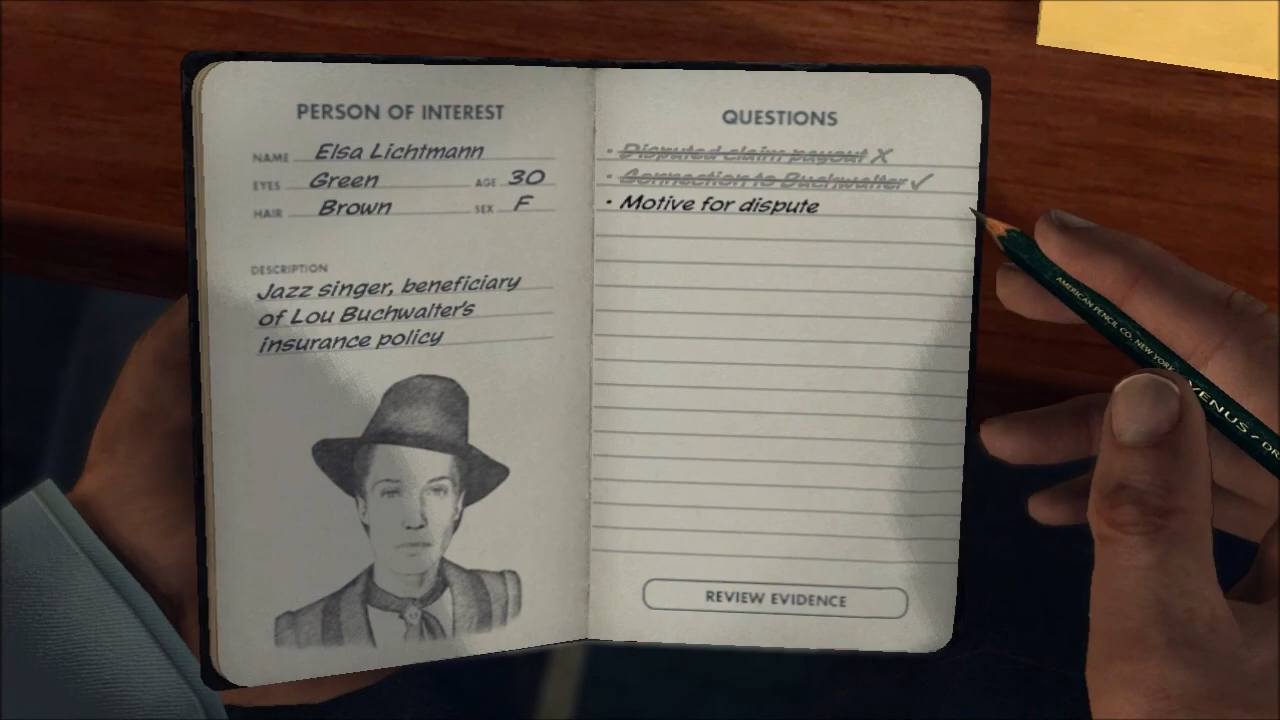 PERSON OF INTEREST
NAME Elsa Lichtmann
EYES Green AGE 30
HAIR Brown SEX F
DESCRIPTION
Jazz singer, beneficiary
of Lou Buchwalter's
insurance policy
QUESTIONS
• Disputed claim payout X
• Connection to Buchwalter ✓
• Motive for dispute
REVIEW EVIDENCE
AMERICAN PENCIL CO. NEW YORK
VENUS / DR